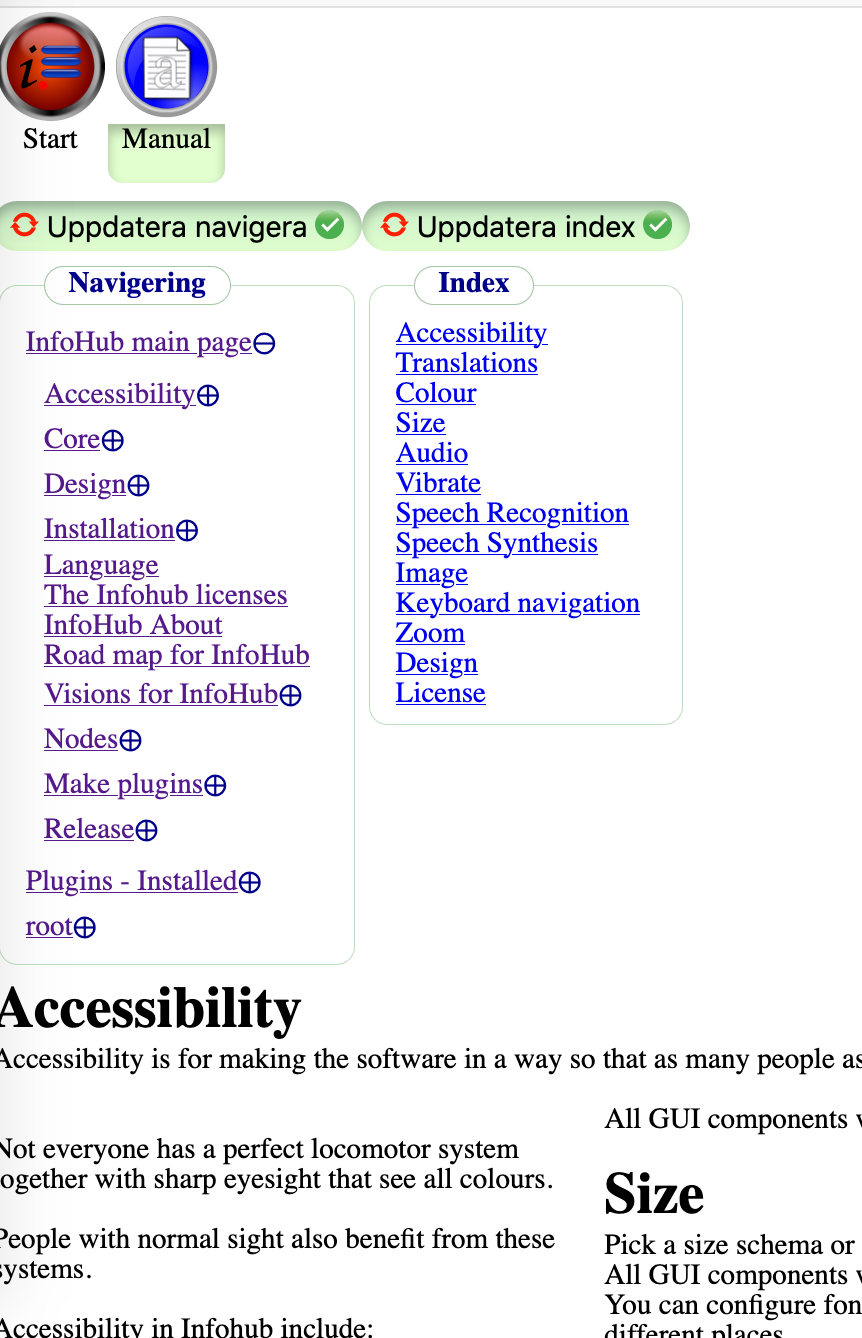 Start
Manual
Uppdatera navigera
Uppdatera index
Navigering
InfoHub main page
Accessibility
Core
Design
Installation
Language
The Infohub licenses
InfoHub About
Road map for InfoHub
Visions for InfoHub
Nodes
Make plugins
Release
Plugins - Installed
root
Index
Accessibility
Translations
Colour
Size
Audio
Vibrate
Speech Recognition
Speech Synthesis
Image
Keyboard navigation
Zoom
Design
License
Accessibility
Accessibility is for making the software in a way so that as many people as
Not everyone has a perfect locomotor system
together with sharp eyesight that see all colours.
People with normal sight also benefit from these
systems.
Accessibility in Infohub include:
All GUI components
Size
Pick a size schema or
All GUI components
You can configure
different places